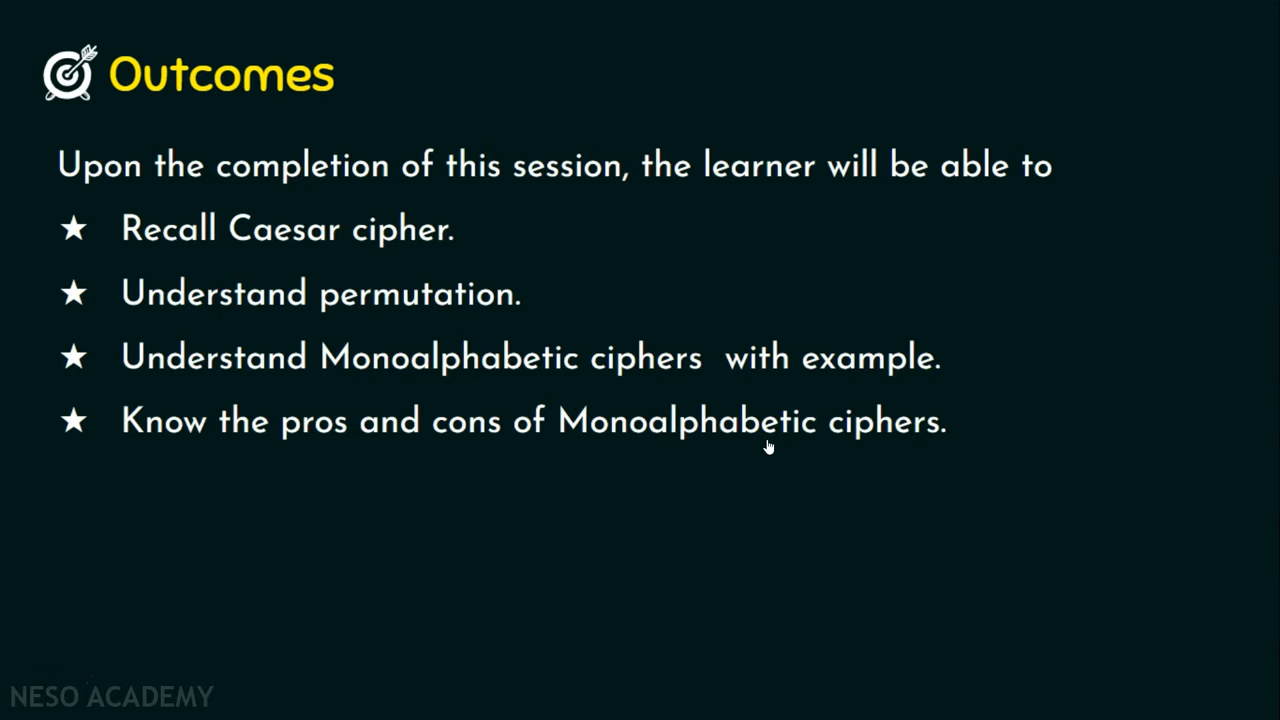 Outcomes
Upon the completion of this session, the learner will be able to
★ Recall Caesar cipher.
★ Understand permutation.
★ Understand Monoalphabetic ciphers  with example.
★ Know the pros and cons of Monoalphabetic ciphers.
NESO ACADEMY